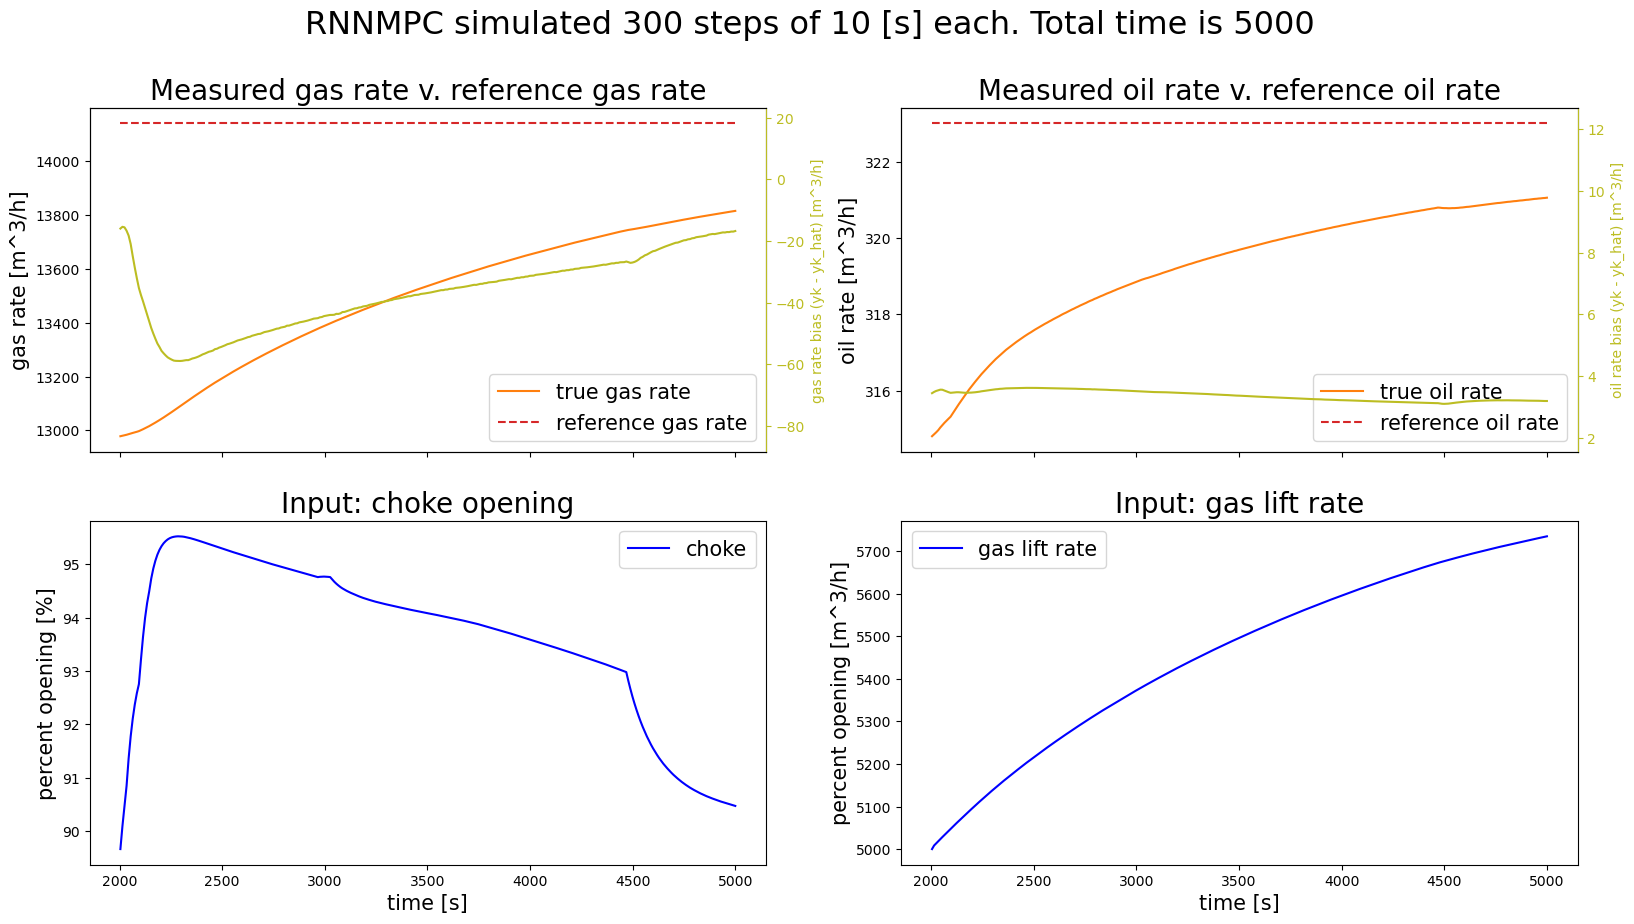 RNNMPC simulated 300 steps of 10 [s] each. Total time is 5000
Measured gas rate v. reference gas rate
gas rate [m^3/h]
14000
13800
13600
13400
13200
13000
20
0
−20
−40
−60
−80
gas rate bias (yk - yk_hat) [m^3/h]
true gas rate
reference gas rate
Measured oil rate v. reference oil rate
oil rate [m^3/h]
322
320
318
316
12
10
8
6
4
2
oil rate bias (yk - yk_hat) [m^3/h]
true oil rate
reference oil rate
Input: choke opening
percent opening [%]
95
94
93
92
91
90
choke
2000 2500 3000 3500 4000 4500 5000
time [s]
Input: gas lift rate
percent opening [m^3/h]
5700
5600
5500
5400
5300
5200
5100
5000
gas lift rate
2000 2500 3000 3500 4000 4500 5000
time [s]